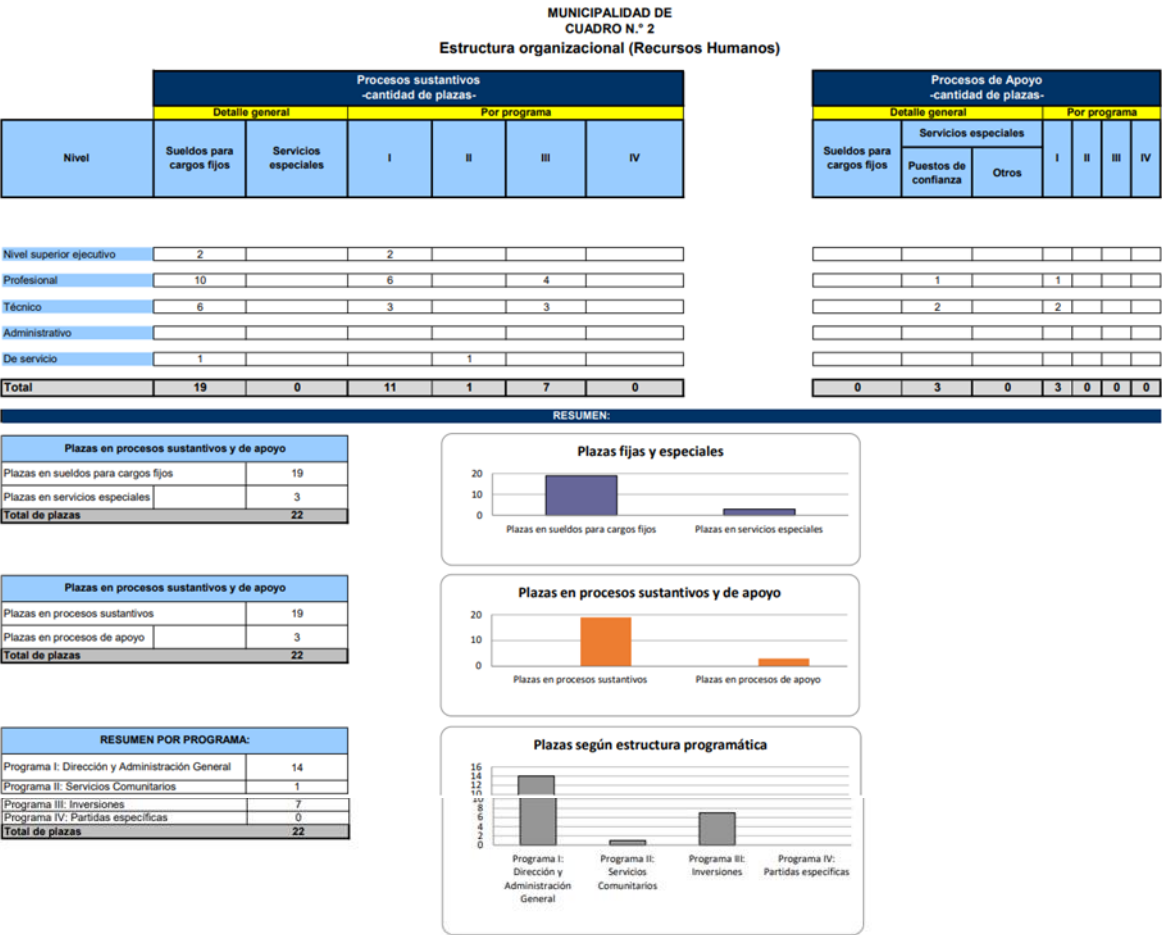 MUNICIPALIDAD DE
CUADRO N.° 2
Estructura organizacional (Recursos Humanos)
Procesos sustantivos
-cantidad de plazas-
Procesos de Apoyo
-cantidad de plazas-
Detalle general Por programa
Detalle general Por programa
Nivel Sueldos para cargos fijos Servicios especiales I II III IV
Sueldos para cargos fijos Servicios especiales Puestos de confianza Otros I II III IV
Nivel superior ejecutivo 2 2
Profesional 10 6 4 1 1
Técnico 6 3 3 2 2
Administrativo
De servicio 1 1
Total 19 0 11 1 7 0 0 3 0 3 0 0 0
RESUMEN:
Plazas en procesos sustantivos y de apoyo
Plazas en sueldos para cargos fijos 19
Plazas en servicios especiales 3
Total de plazas 22
Plazas fijas y especiales
20
10
0
Plazas en sueldos para cargos fijos Plazas en servicios especiales
Plazas en procesos sustantivos y de apoyo
Plazas en procesos sustantivos 19
Plazas en procesos de apoyo 3
Total de plazas 22
Plazas en procesos sustantivos y de apoyo
20
10
0
Plazas en procesos sustantivos Plazas en procesos de apoyo
RESUMEN POR PROGRAMA:
Programa I: Dirección y Administración General 14
Programa II: Servicios Comunitarios 1
Programa III: Inversiones 7
Programa IV: Partidas específicas 0
Total de plazas 22
Plazas según estructura programática
16
14
12
10
8
6
4
2
0
Programa I: Programa II: Programa III: Programa IV:
Dirección y Servicios Inversiones Partidas específicas
Administración Comunitarios
General